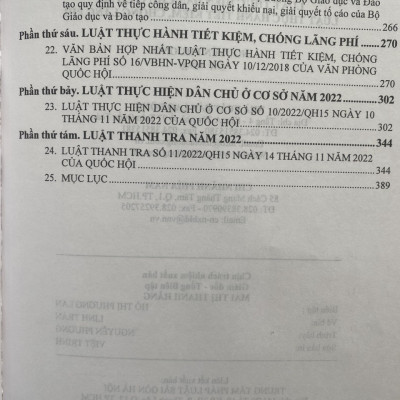 tạo quy định về tiếp công dân, giải quyết khiếu nại, giải quyết tố cáo của Bộ
Giáo dục và Đào tạo 266
Phần thứ sáu. LUẬT THỰC HÀNH TIẾT KIỆM, CHỐNG LÃNG PHÍ 270
22. VĂN BẢN HỢP NHẤT LUẬT THỰC HÀNH TIẾT KIỆM, CHỐNG
LÃNG PHÍ SỐ 16/VBHN-VPQH NGÀY 10/12/2018 CỦA VĂN PHÒNG
QUỐC HỘI 270
Phần thứ bảy. LUẬT THỰC HIỆN DÂN CHỦ Ở CƠ SỞ NĂM 2022 302
23. LUẬT THỰC HIỆN DÂN CHỦ Ở CƠ SỞ SỐ 10/2022/QH15 NGÀY 10
THÁNG 11 NĂM 2022 CỦA QUỐC HỘI 302
Phần thứ tám. LUẬT THANH TRA NĂM 2022 344
24. LUẬT THANH TRA SỐ 11/2022/QH15 NGÀY 14 THÁNG 11 NĂM 2022
CỦA QUỐC HỘI 344
25. MỤC LỤC 389